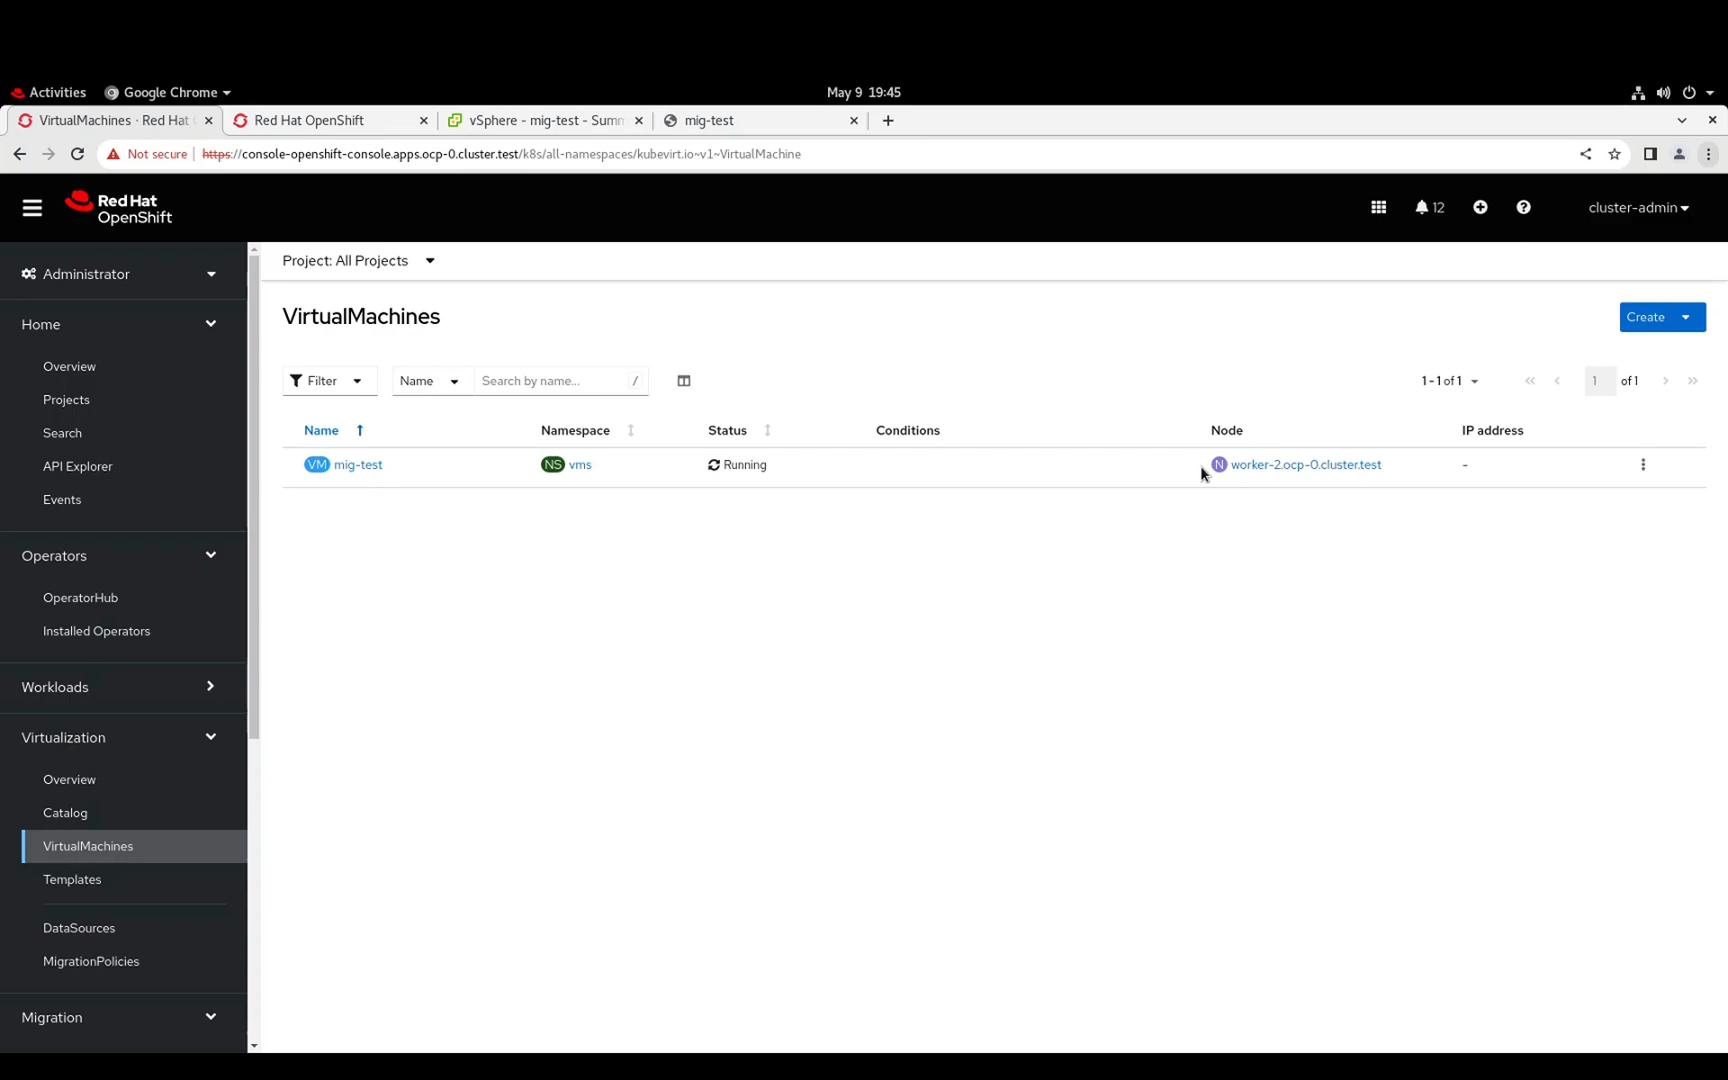 Activities
Google Chrome
May 9 19:45
VirtualMachines · Red Hat
Red Hat OpenShift
vSphere - mig-test - Summ
mig-test
Not secure
https://console-openshift-console.apps.ocp-0.cluster.test/k8s/all-namespaces/kubevirt.io~v1~VirtualMachine
Red Hat
OpenShift
12
cluster-admin
Administrator
Home
Overview
Projects
Search
API Explorer
Events
Operators
OperatorHub
Installed Operators
Workloads
Virtualization
Overview
Catalog
VirtualMachines
Templates
DataSources
MigrationPolicies
Migration
Project: All Projects
VirtualMachines
Create
Filter
Name
Search by name...
/
1 - 1 of 1
1
of 1
Name
Namespace
Status
Conditions
Node
IP address
VM mig-test
NS vms
Running
N worker-2.ocp-0.cluster.test
-